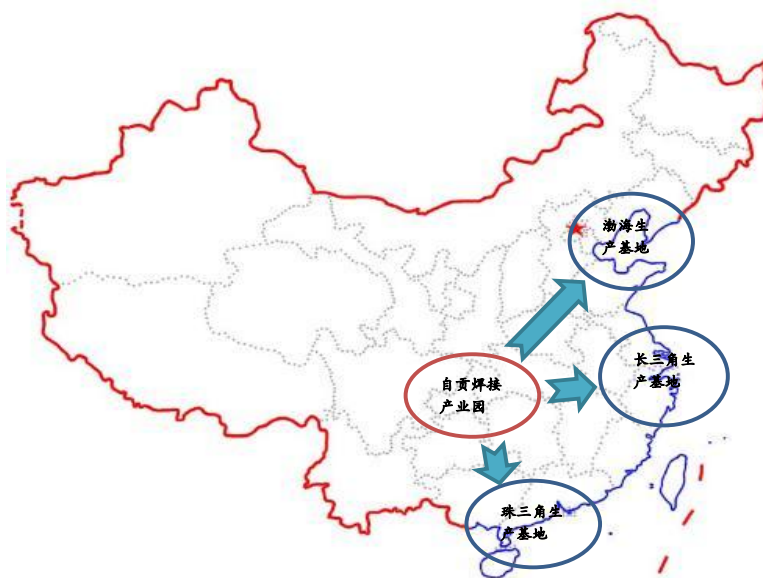 渤海生
产基地
长三角生
产基地
自贡焊接
产业园
珠三角生
产基地